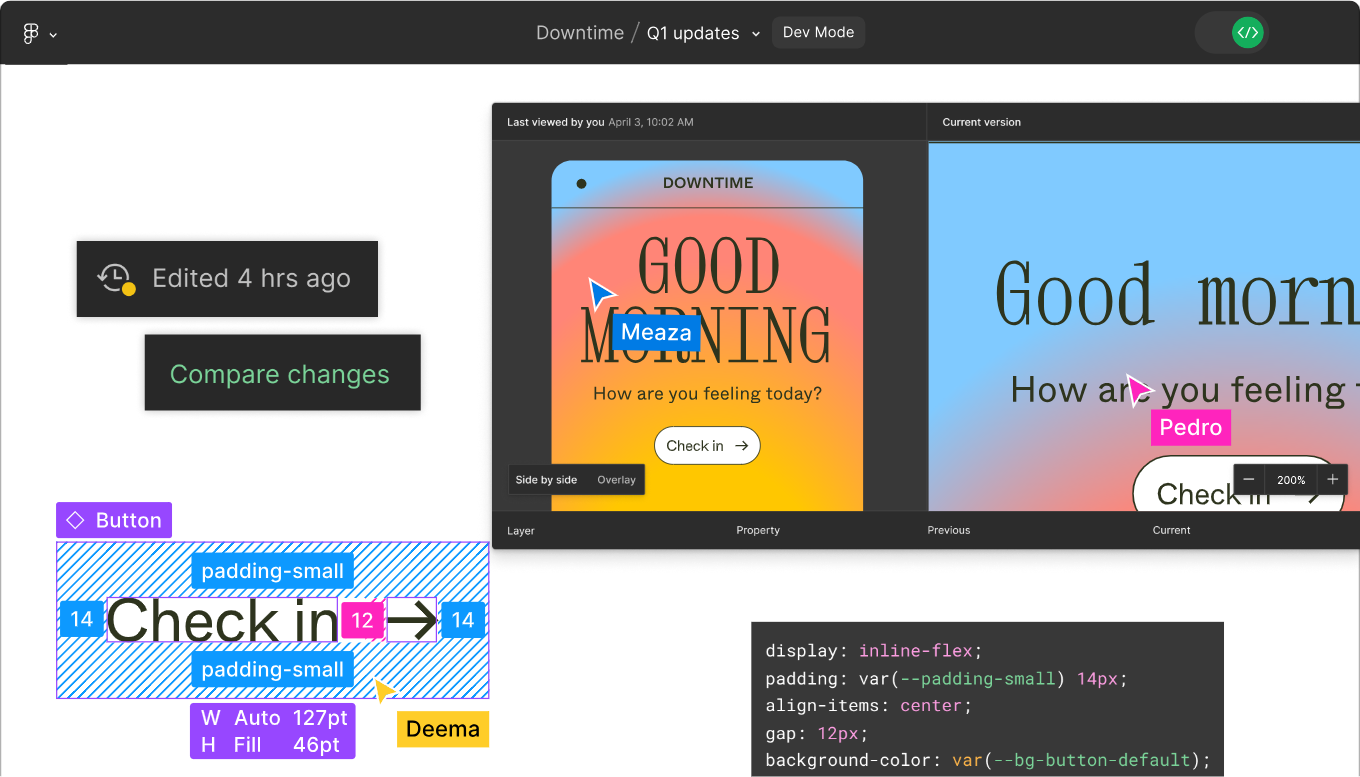 Downtime / Q1 updates Dev Mode </>
Last viewed by you April 3, 10:02 AM
Current version
DOWNTIME
GOOD
MORNING
How are you feeling today?
Check in →
Meaza
Side by side Overlay
Good morn
How are you feeling
Pedro
Check in
− 200% +
Layer Property Previous Current
Edited 4 hrs ago
Compare changes
Button
padding-small
14 Check in 12 → 14
padding-small
W Auto 127pt
H Fill 46pt
Deema
display: inline-flex;
padding: var(--padding-small) 14px;
align-items: center;
gap: 12px;
background-color: var(--bg-button-default);